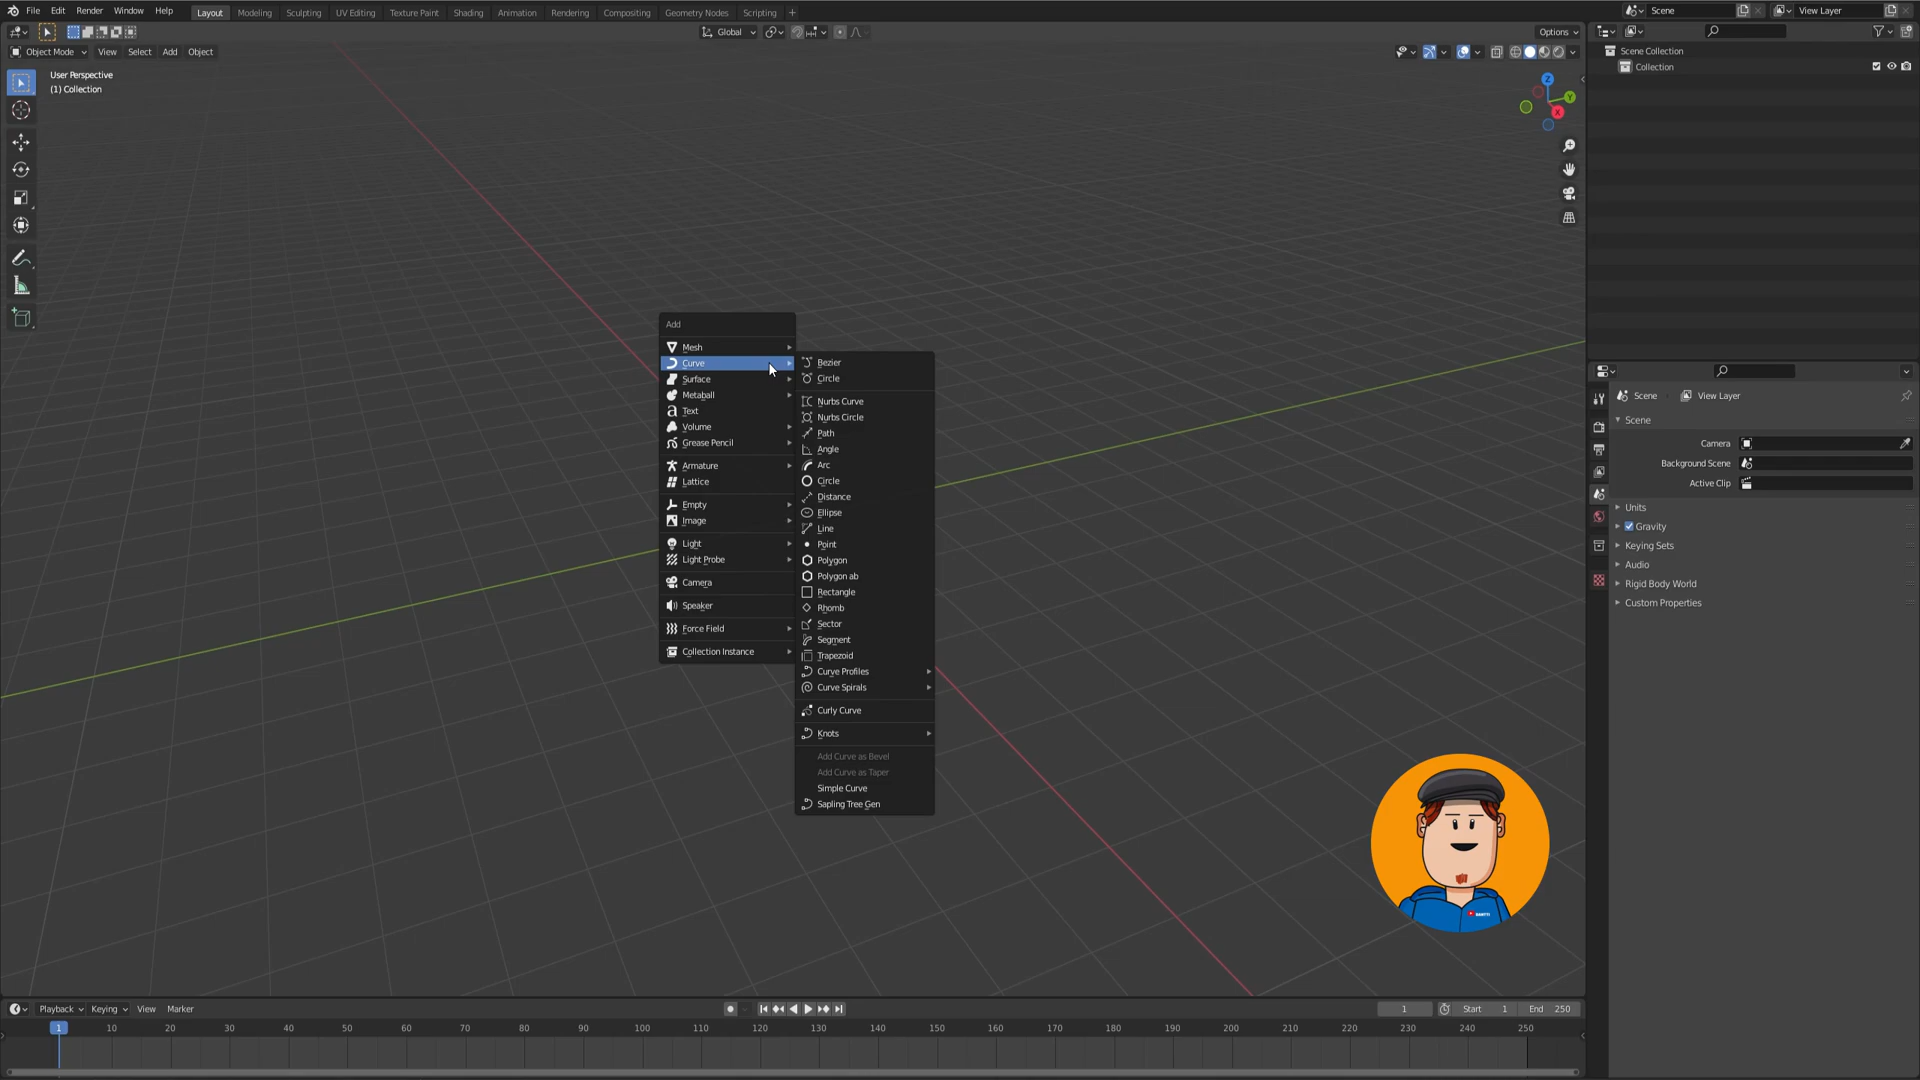 File Edit Render Window Help Layout Modeling Sculpting UV Editing Texture Paint Shading Animation Rendering Compositing Geometry Nodes Scripting + Scene View Layer
Global Options
Object Mode View Select Add Object
User Perspective
(1) Collection
Z
Y
X
Scene Collection
Collection
Add
Mesh
Curve
Surface
Metaball
Text
Volume
Grease Pencil
Armature
Lattice
Empty
Image
Light
Light Probe
Camera
Speaker
Force Field
Collection Instance
Bezier
Circle
Nurbs Curve
Nurbs Circle
Path
Angle
Arc
Circle
Distance
Ellipse
Line
Point
Polygon
Polygon ab
Rectangle
Rhomb
Sector
Segment
Trapezoid
Curve Profiles
Curve Spirals
Curly Curve
Knots
Add Curve as Bevel
Add Curve as Taper
Simple Curve
Sapling Tree Gen
Scene View Layer
Scene
Camera
Background Scene
Active Clip
Units
Gravity
Keying Sets
Audio
Rigid Body World
Custom Properties
Playback Keying View Marker 1 Start 1 End 250
1 10 20 30 40 50 60 70 80 90 100 110 120 130 140 150 160 170 180 190 200 210 220 230 240 250